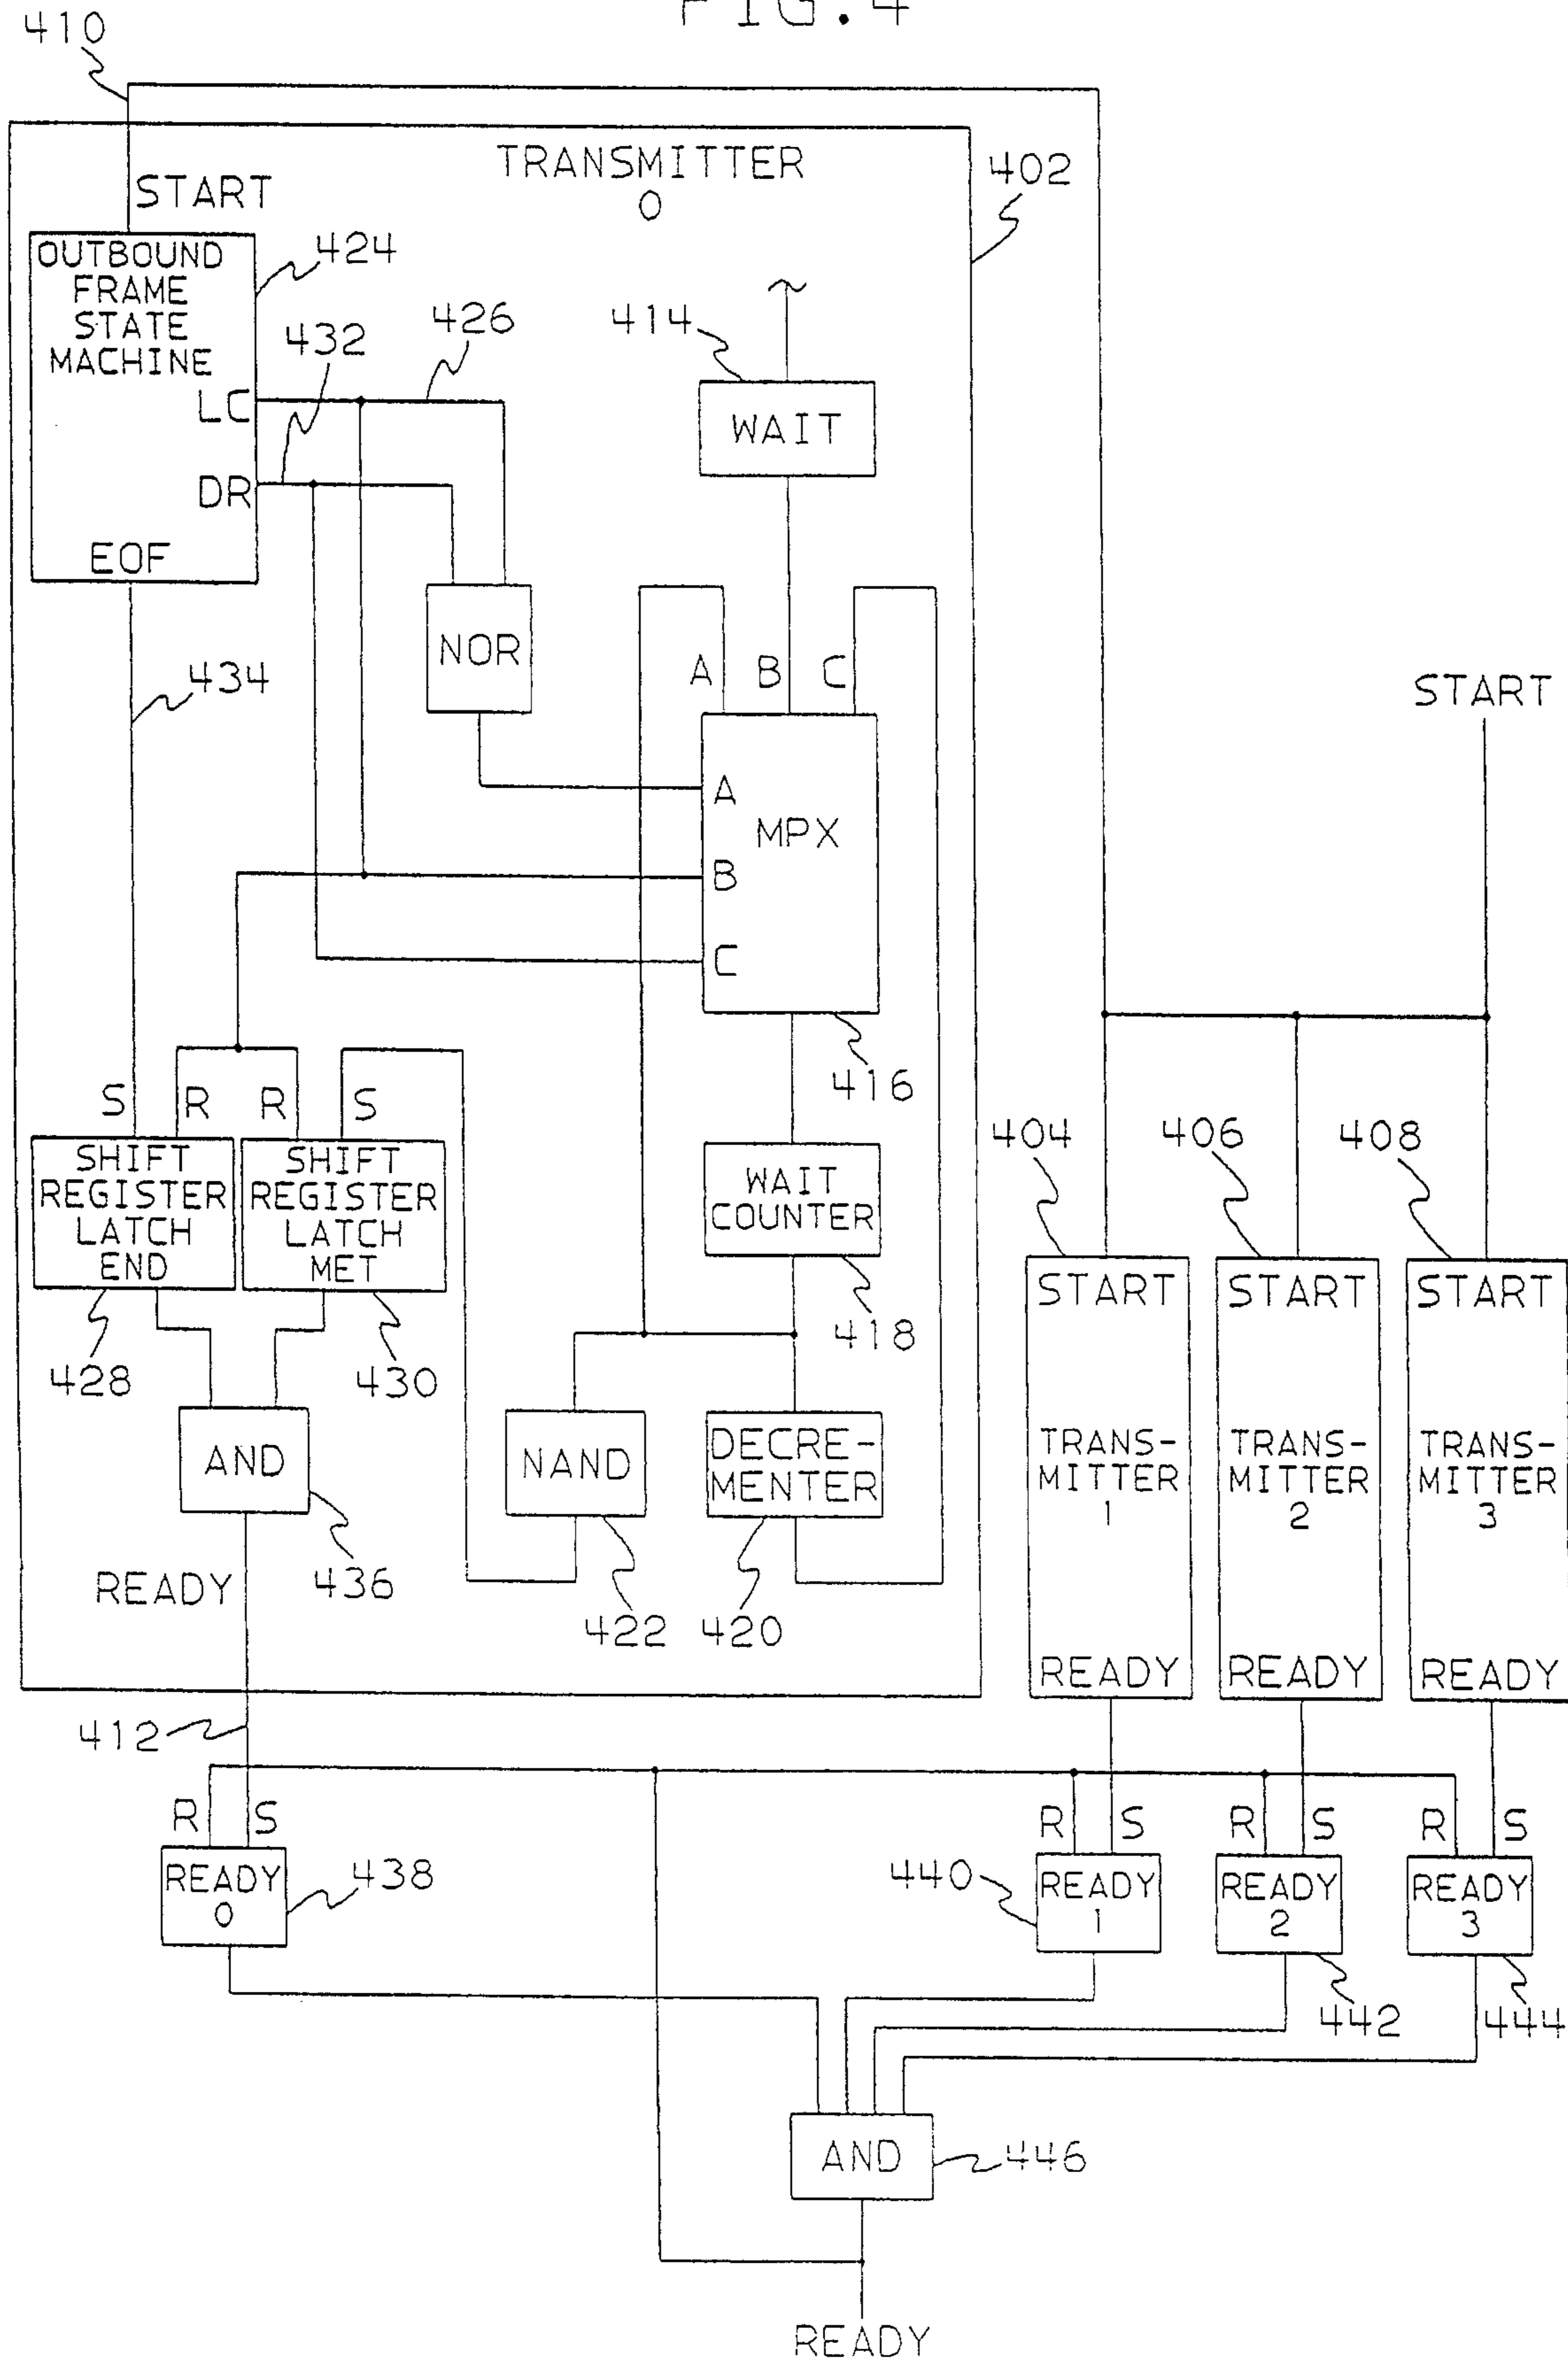 FIG.4
410
TRANSMITTER
0
402
START
OUTBOUND
FRAME
STATE
MACHINE
424
LC
DR
EOF
432
426
414
WAIT
NOR
434
A B C
START
A
MPX
B
C
416
S R R S
404 406 408
SHIFT
REGISTER
LATCH
END
SHIFT
REGISTER
LATCH
MET
WAIT
COUNTER
418
428
430
START
TRANS-
MITTER
1
READY
START
TRANS-
MITTER
2
READY
START
TRANS-
MITTER
3
READY
AND
NAND
DECRE-
MENTER
436
READY
422
420
412
R S
R S
R S
R S
READY
0
438
440
READY
1
READY
2
READY
3
442
444
AND
446
READY